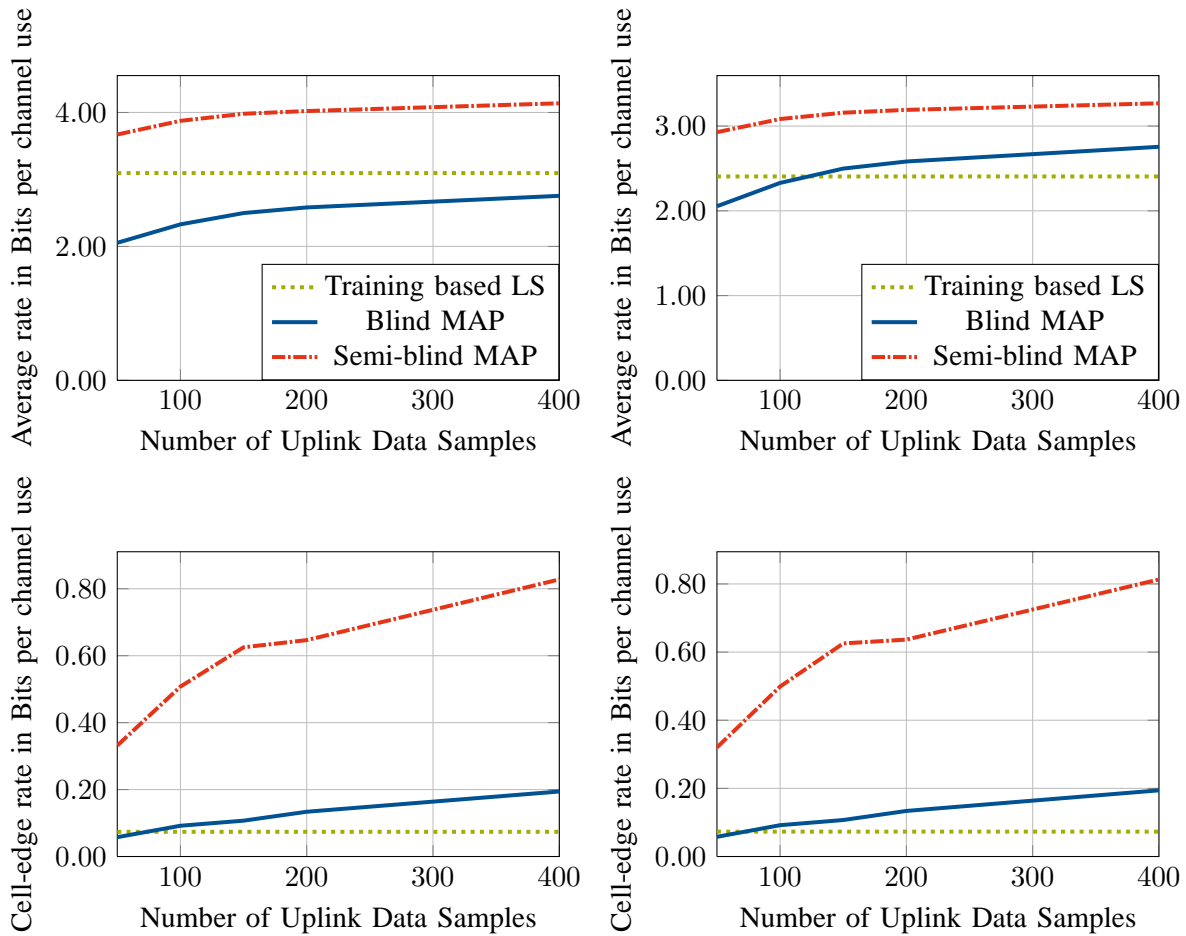 Average rate in Bits per channel use
4.00
2.00
0.00
100
200
300
400
Number of Uplink Data Samples
Training based LS
Blind MAP
Semi-blind MAP
Average rate in Bits per channel use
3.00
2.00
1.00
0.00
100
200
300
400
Number of Uplink Data Samples
Training based LS
Blind MAP
Semi-blind MAP
Cell-edge rate in Bits per channel use
0.80
0.60
0.40
0.20
0.00
100
200
300
400
Number of Uplink Data Samples
Cell-edge rate in Bits per channel use
0.80
0.60
0.40
0.20
0.00
100
200
300
400
Number of Uplink Data Samples